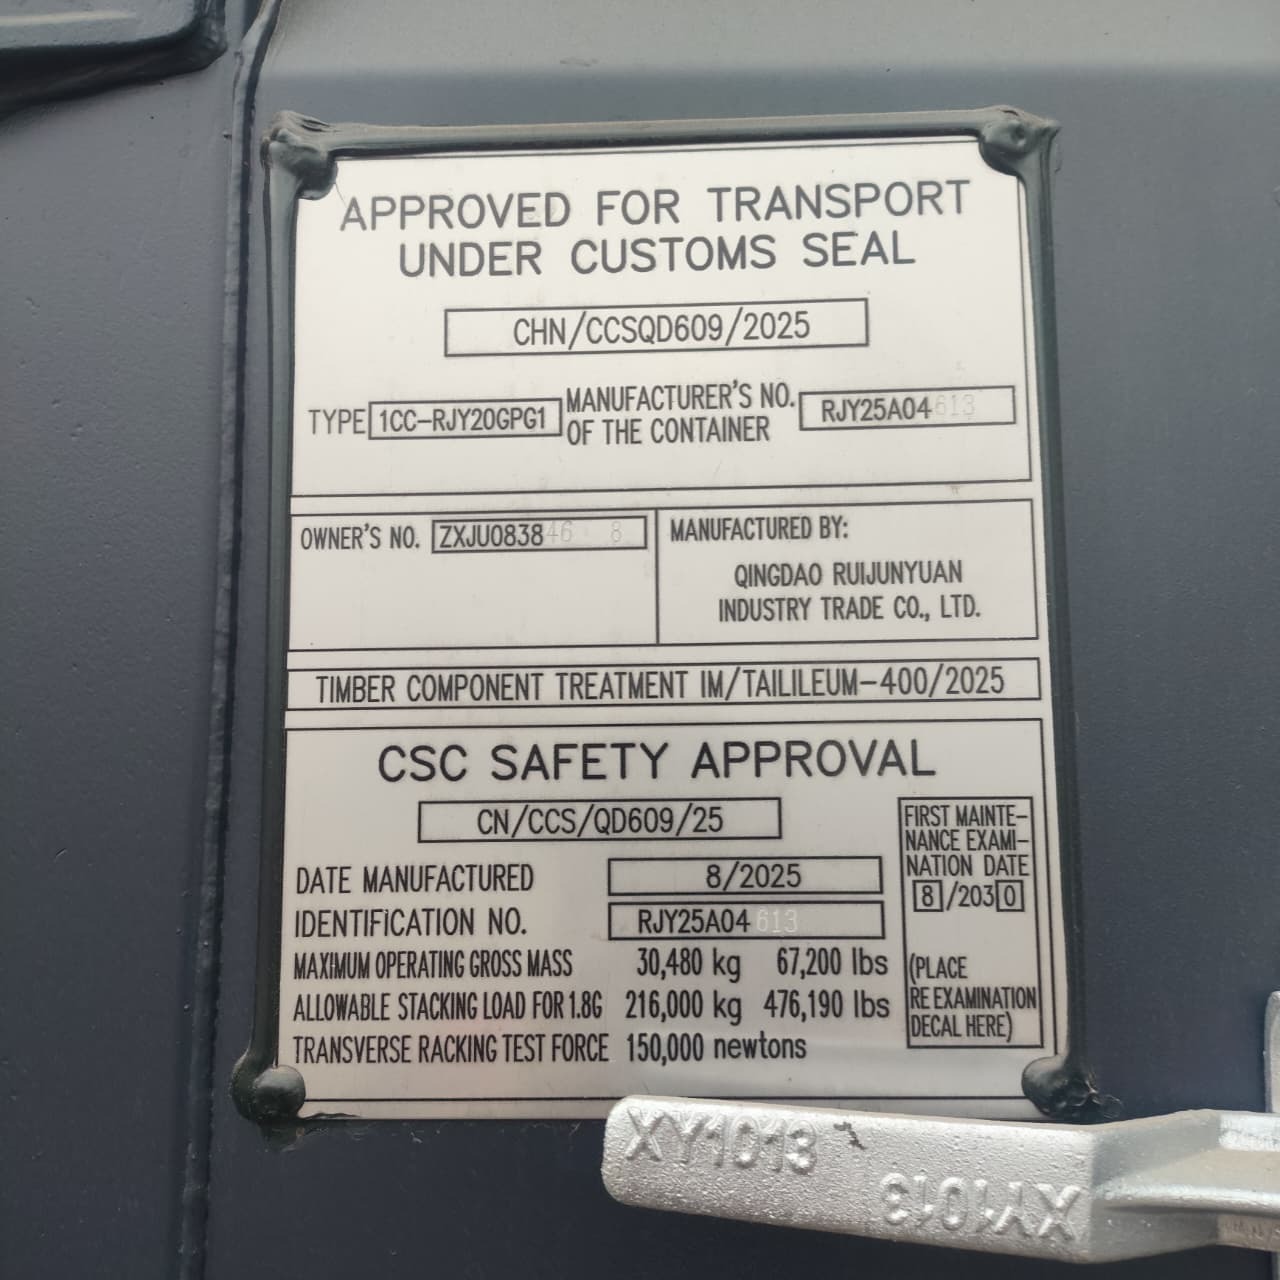 APPROVED FOR TRANSPORT
UNDER CUSTOMS SEAL
CHN/CCSQD609/2025
TYPE 1CC-RJY20GPG1 MANUFACTURER'S NO. OF THE CONTAINER RJY25A04613
OWNER'S NO. ZXJU083846 8
MANUFACTURED BY:
QINGDAO RUIJUNYUAN
INDUSTRY TRADE CO., LTD.
TIMBER COMPONENT TREATMENT IM/TAILILEUM-400/2025
CSC SAFETY APPROVAL
CN/CCS/QD609/25
DATE MANUFACTURED 8/2025
IDENTIFICATION NO. RJY25A04613
MAXIMUM OPERATING GROSS MASS 30,480 kg 67,200 lbs
ALLOWABLE STACKING LOAD FOR 1.8G 216,000 kg 476,190 lbs
TRANSVERSE RACKING TEST FORCE 150,000 newtons
FIRST MAINTE-
NANCE EXAMI-
NATION DATE
8/2030
(PLACE
RE EXAMINATION
DECAL HERE)
XY1013
XY1013